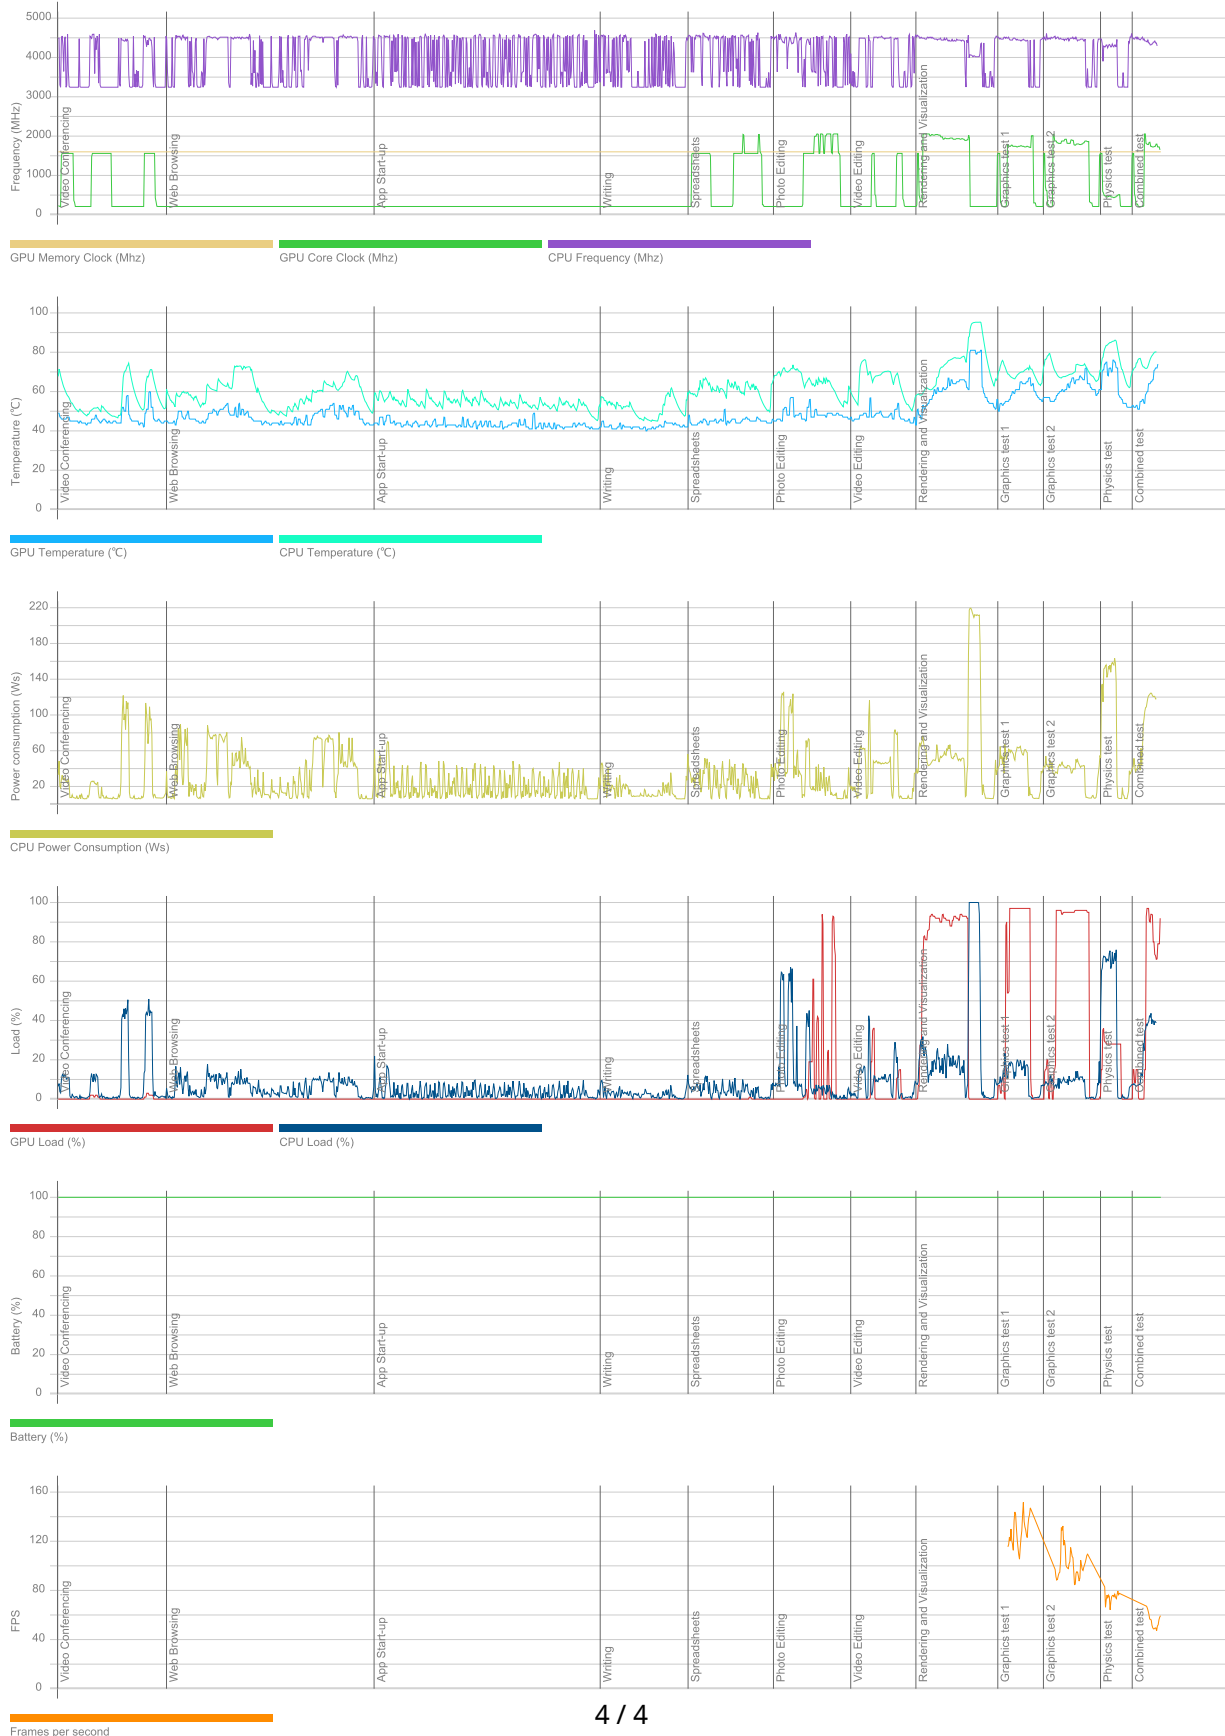 5000
4000
3000
2000
1000
0
Frequency (MHz)
Video Conferencing
Web Browsing
App Start-up
Writing
Spreadsheets
Photo Editing
Video Editing
Rendering and Visualization
Graphics test 1
Graphics test 2
Physics test
Combined test
GPU Memory Clock (Mhz)
GPU Core Clock (Mhz)
CPU Frequency (Mhz)
100
80
60
40
20
0
Temperature (°C)
Video Conferencing
Web Browsing
App Start-up
Writing
Spreadsheets
Photo Editing
Video Editing
Rendering and Visualization
Graphics test 1
Graphics test 2
Physics test
Combined test
GPU Temperature (°C)
CPU Temperature (°C)
220
180
140
100
60
20
Power consumption (Ws)
Video Conferencing
Web Browsing
App Start-up
Writing
Spreadsheets
Photo Editing
Video Editing
Rendering and Visualization
Graphics test 1
Graphics test 2
Physics test
Combined test
CPU Power Consumption (Ws)
100
80
60
40
20
0
Load (%)
Video Conferencing
Web Browsing
App Start-up
Writing
Spreadsheets
Photo Editing
Video Editing
Rendering and Visualization
Graphics test 1
Graphics test 2
Physics test
Combined test
GPU Load (%)
CPU Load (%)
100
80
60
40
20
0
Battery (%)
Video Conferencing
Web Browsing
App Start-up
Writing
Spreadsheets
Photo Editing
Video Editing
Rendering and Visualization
Graphics test 1
Graphics test 2
Physics test
Combined test
Battery (%)
160
120
80
40
0
FPS
Video Conferencing
Web Browsing
App Start-up
Writing
Spreadsheets
Photo Editing
Video Editing
Rendering and Visualization
Graphics test 1
Graphics test 2
Physics test
Combined test
4 / 4
Frames per second